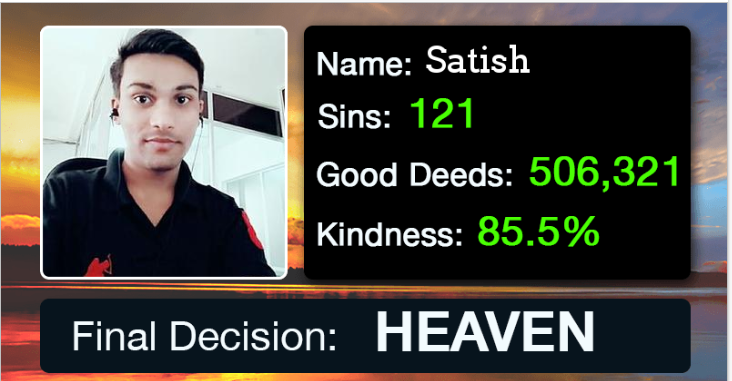 Name: Satish
Sins: 121
Good Deeds: 506,321
Kindness: 85.5%
Final Decision: HEAVEN